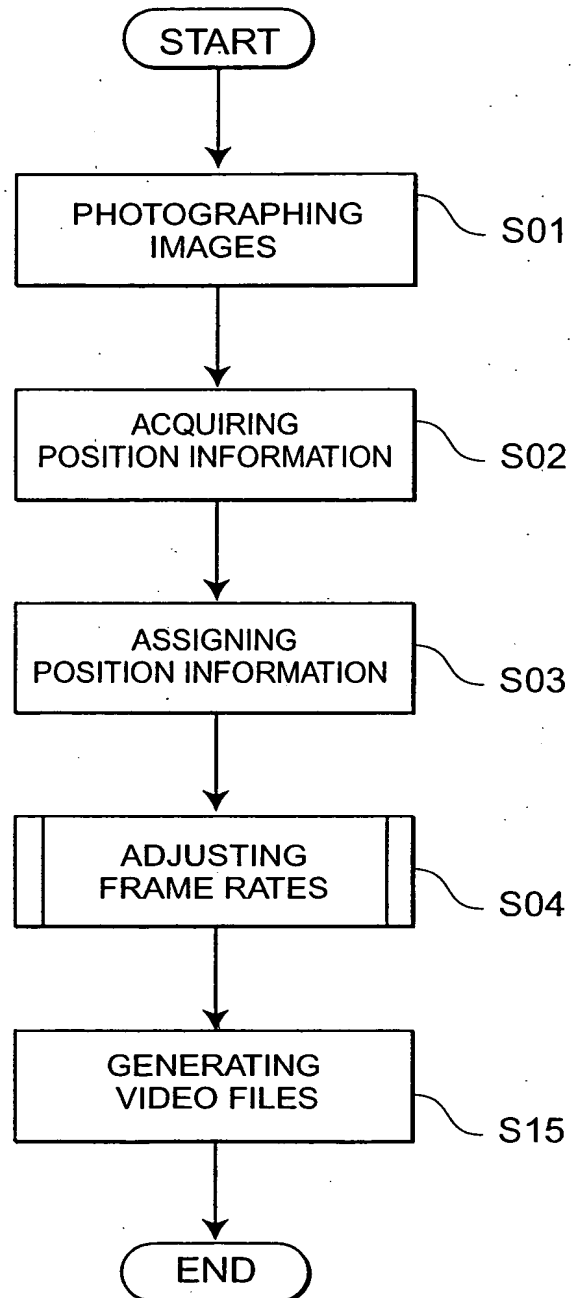 START
PHOTOGRAPHING
IMAGES
S01
ACQUIRING
POSITION INFORMATION
S02
ASSIGNING
POSITION INFORMATION
S03
ADJUSTING
FRAME RATES
S04
GENERATING
VIDEO FILES
S15
END